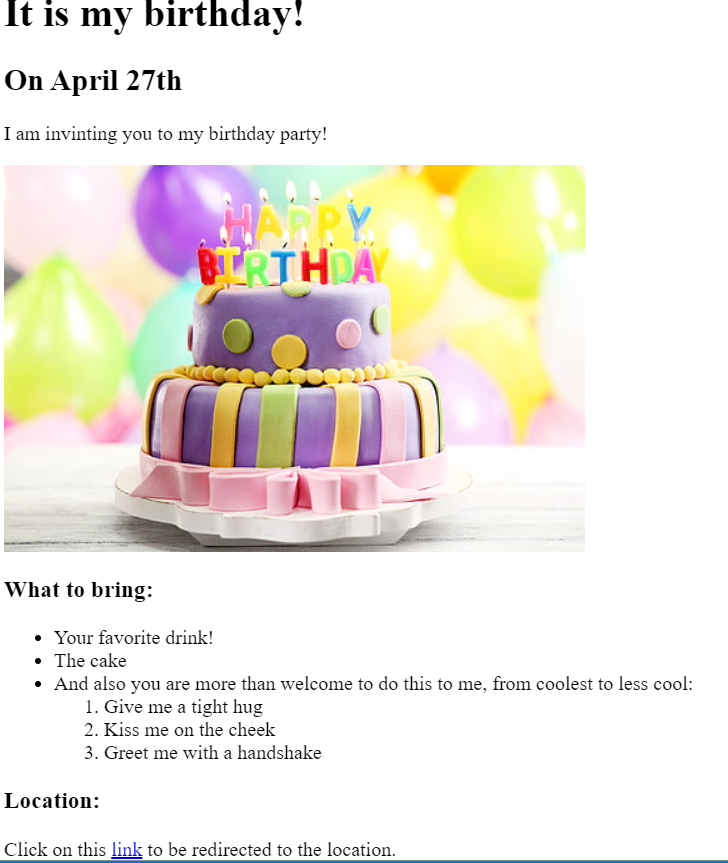 It is my birthday!
On April 27th
I am invinting you to my birthday party!
HAPPY
BIRTHDAY
What to bring:
• Your favorite drink!
• The cake
• And also you are more than welcome to do this to me, from coolest to less cool:
1. Give me a tight hug
2. Kiss me on the cheek
3. Greet me with a handshake
Location:
Click on this link to be redirected to the location.